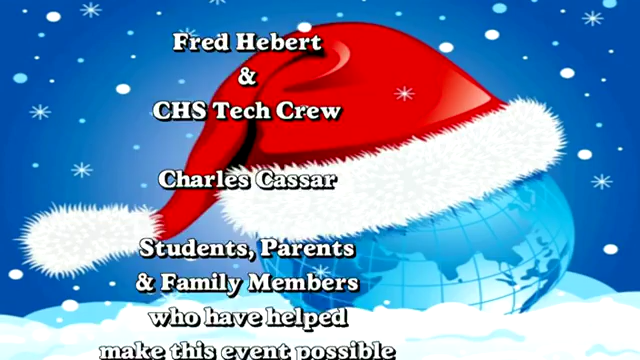 Fred Hebert
&
CHS Tech Crew
Charles Cassar
Students, Parents
& Family Members
who have helped
make this event possible